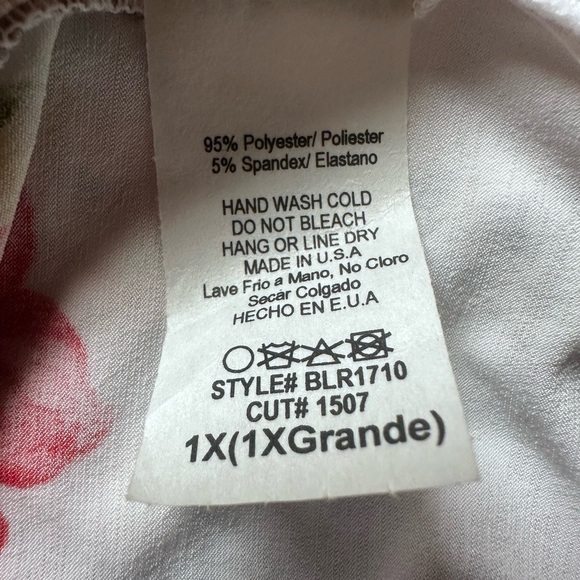 95% Polyester/ Poliester
5% Spandex/ Elastano
HAND WASH COLD
DO NOT BLEACH
HANG OR LINE DRY
MADE IN U.S.A
Lave Frio a Mano, No Cloro
Secar Colgado
HECHO EN E.U.A
STYLE# BLR1710
CUT# 1507
1X(1XGrande)